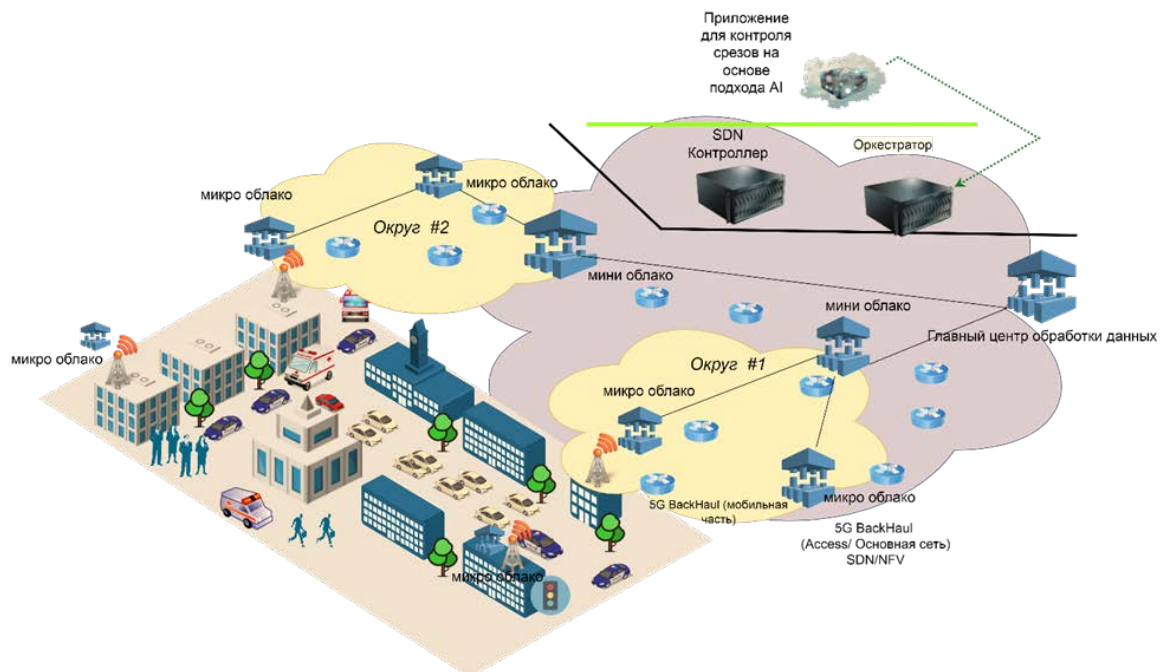 Приложение
для контроля
срезов на
основе
подхода AI
SDN
Контроллер
Оркестратор
микро облако
микро облако
Округ #2
мини облако
мини облако
Главный центр обработки данных
микро облако
Округ #1
микро облако
5G BackHaul (мобильная
часть)
микро облако
5G BackHaul
(Access/ Основная сеть)
SDN/NFV
микро облако